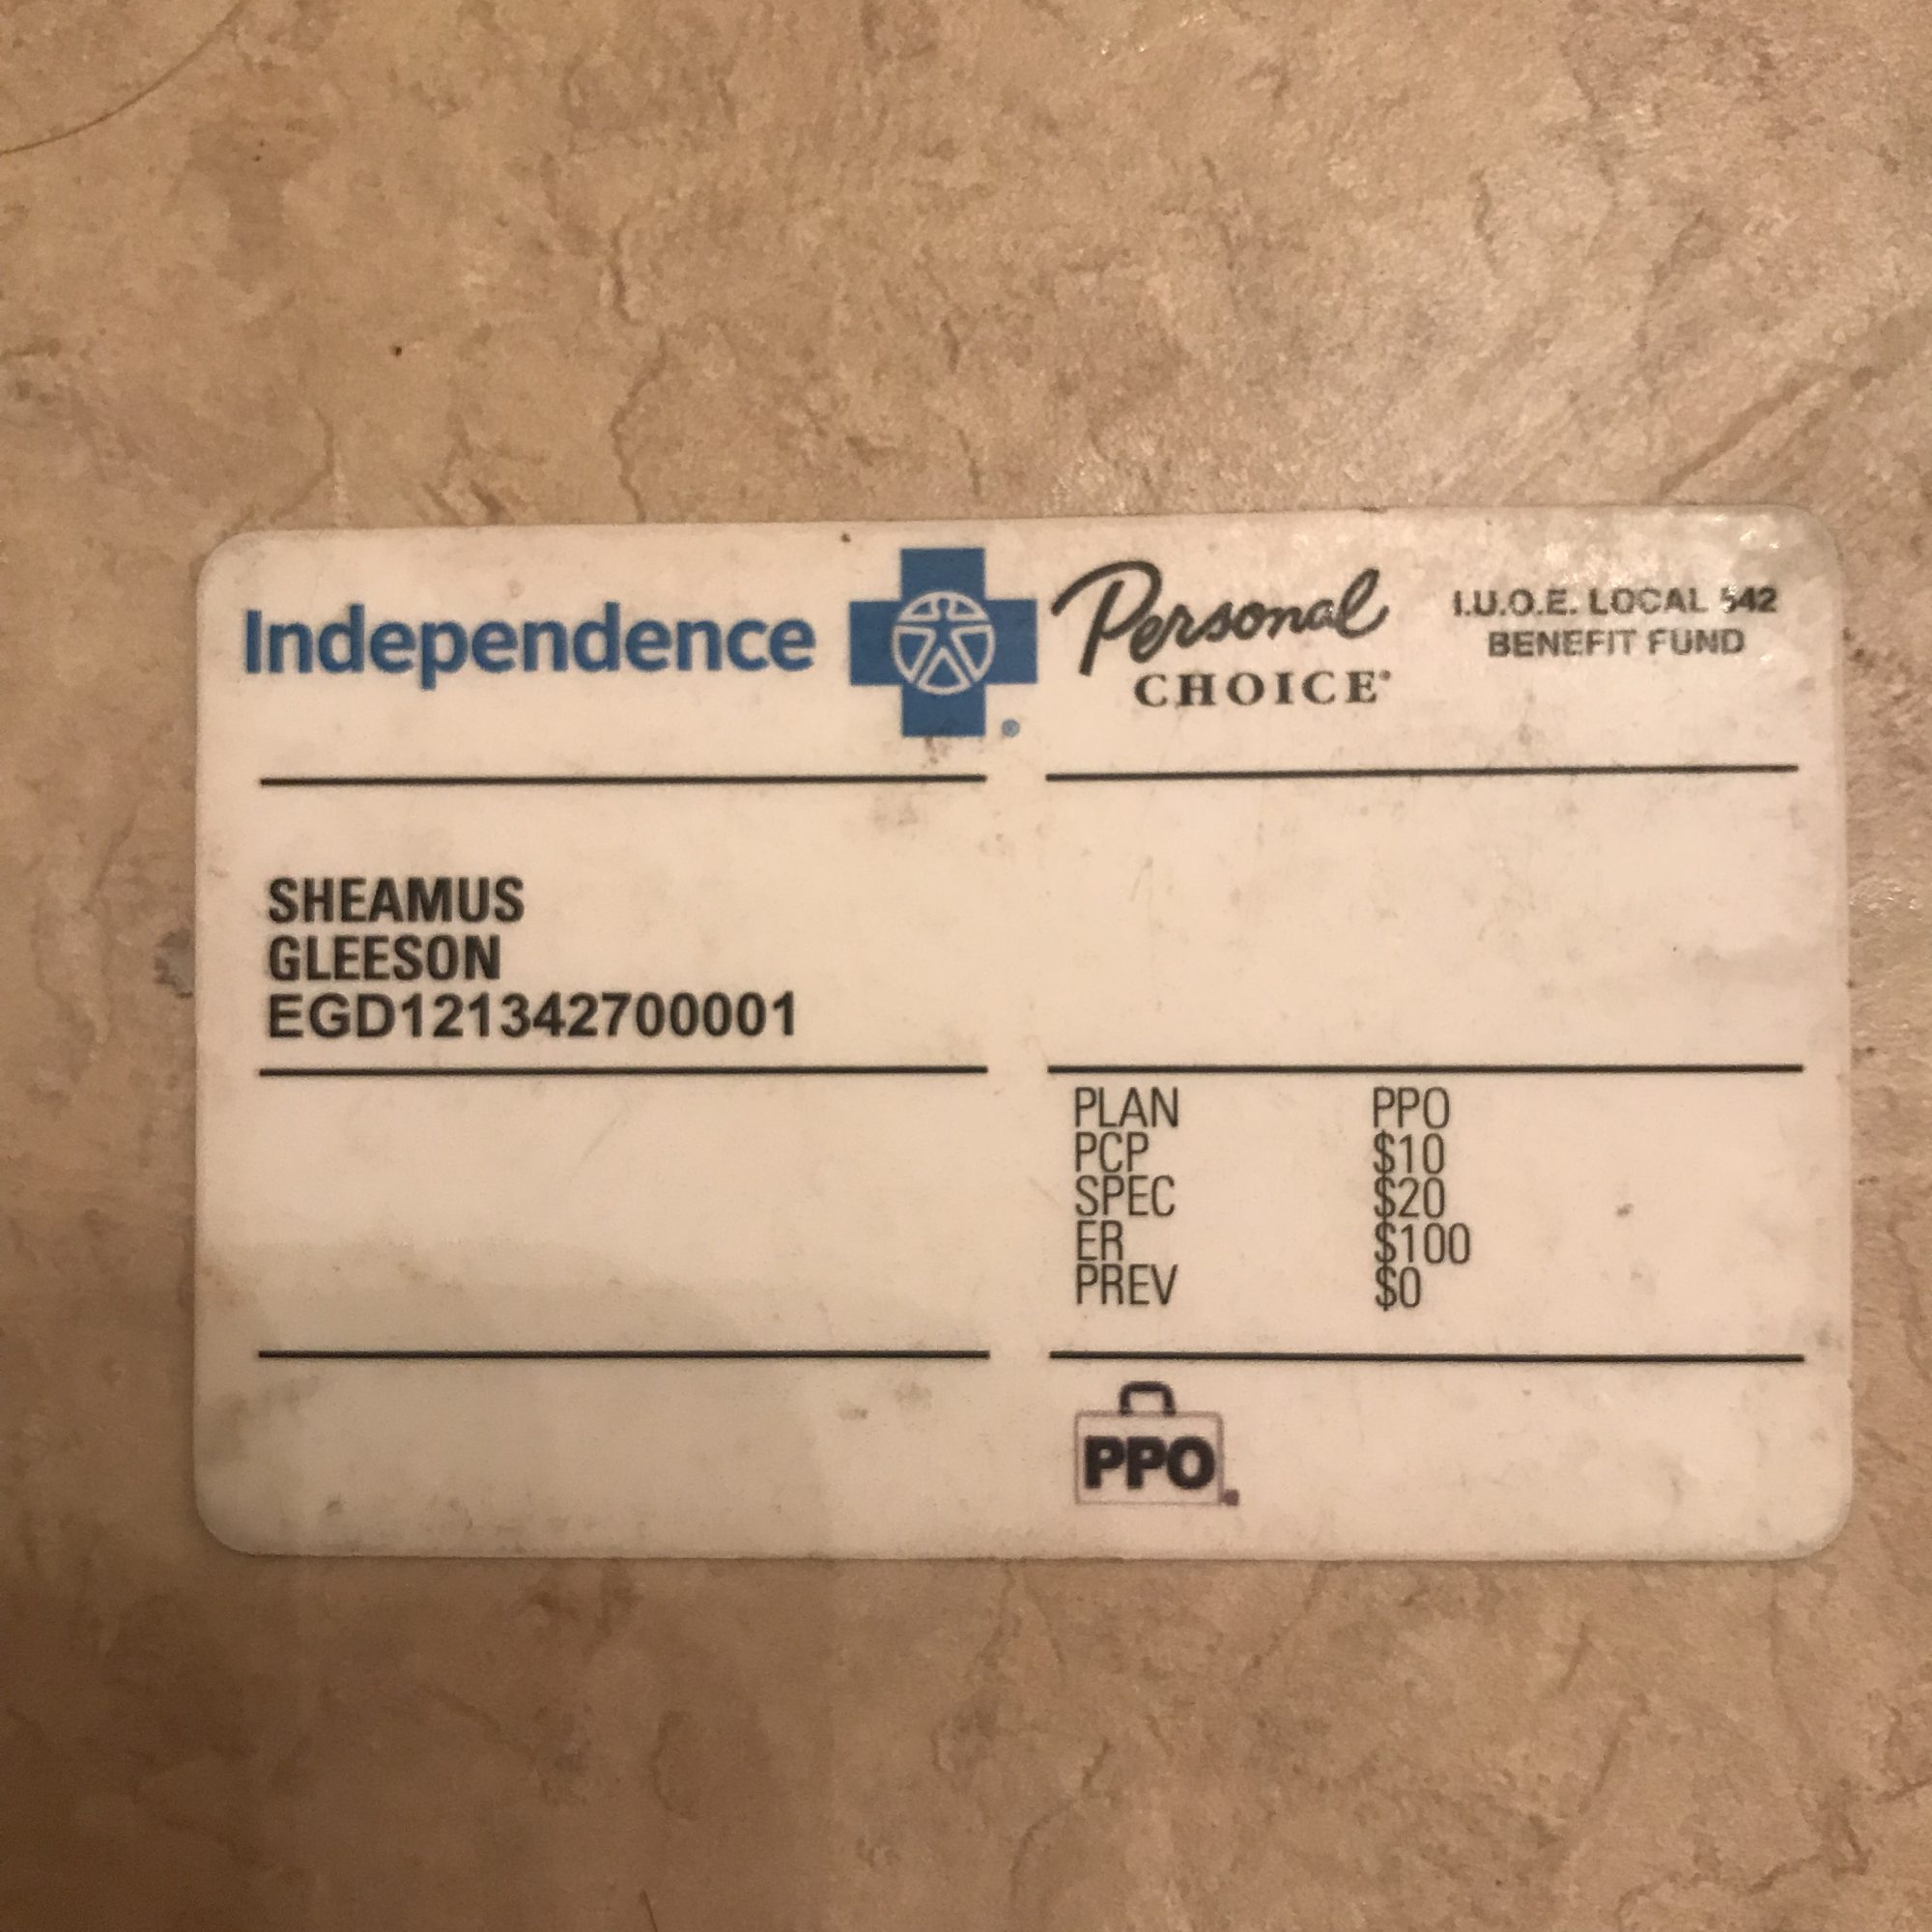 Independence
Personal
CHOICE®
I.U.O.E. LOCAL 542
BENEFIT FUND
SHEAMUS
GLEESON
EGD121342700001
PLAN PPO
PCP $10
SPEC $20
ER $100
PREV $0
PPO